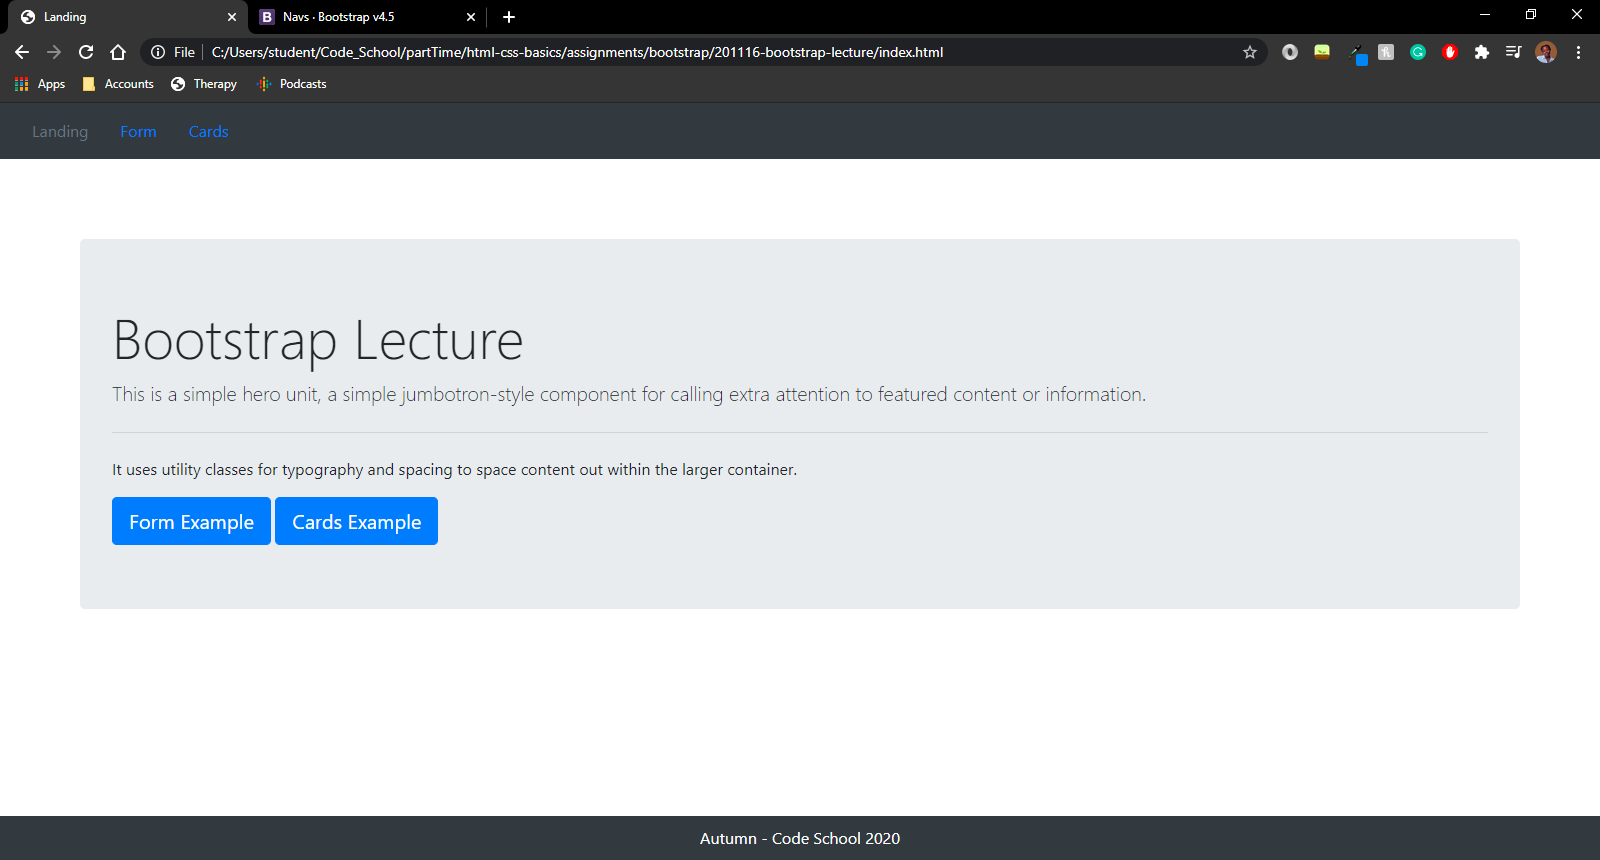 Landing
Navs · Bootstrap v4.5
File
C:/Users/student/Code_School/partTime/html-css-basics/assignments/bootstrap/201116-bootstrap-lecture/index.html
Apps Accounts Therapy Podcasts
Landing Form Cards
Bootstrap Lecture
This is a simple hero unit, a simple jumbotron-style component for calling extra attention to featured content or information.
It uses utility classes for typography and spacing to space content out within the larger container.
Form Example Cards Example
Autumn - Code School 2020